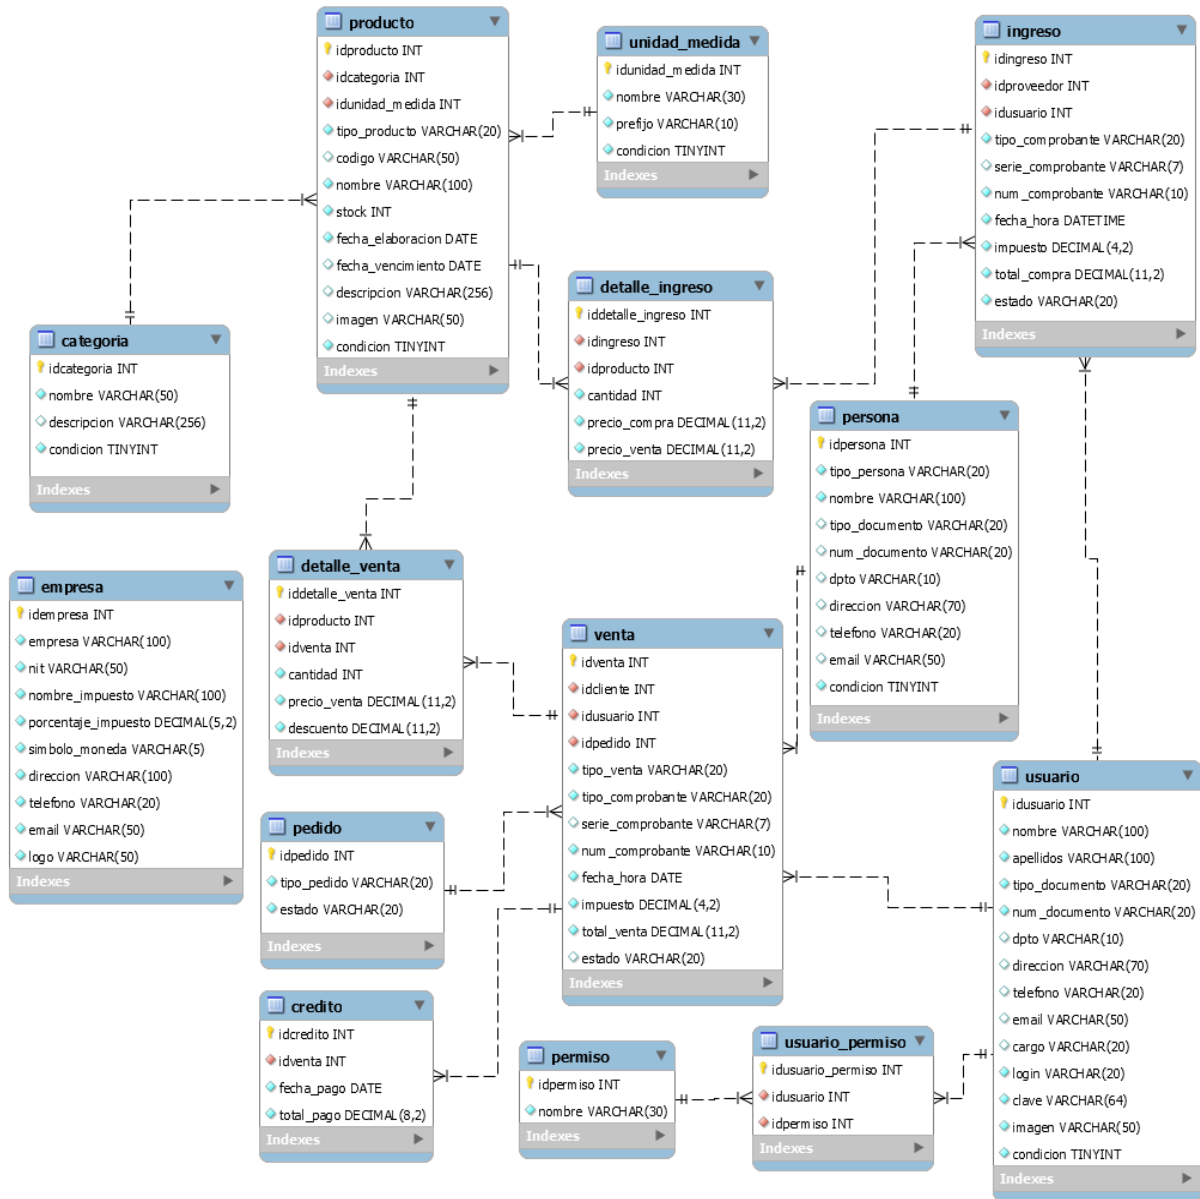 producto
idproducto INT
idcategoria INT
idunidad_medida INT
tipo_producto VARCHAR(20)
codigo VARCHAR(50)
nombre VARCHAR(100)
stock INT
fecha_elaboracion DATE
fecha_vencimiento DATE
descripcion VARCHAR(256)
imagen VARCHAR(50)
condicion TINYINT
Indexes
unidad_medida
idunidad_medida INT
nombre VARCHAR(30)
prefijo VARCHAR(10)
condicion TINYINT
Indexes
ingreso
idingreso INT
idproveedor INT
idusuario INT
tipo_comprobante VARCHAR(20)
serie_comprobante VARCHAR(7)
num_comprobante VARCHAR(10)
fecha_hora DATETIME
impuesto DECIMAL(4,2)
total_compra DECIMAL(11,2)
estado VARCHAR(20)
Indexes
categoria
idcategoria INT
nombre VARCHAR(50)
descripcion VARCHAR(256)
condicion TINYINT
Indexes
detalle_ingreso
iddetalle_ingreso INT
idingreso INT
idproducto INT
cantidad INT
precio_compra DECIMAL(11,2)
precio_venta DECIMAL(11,2)
Indexes
persona
idpersona INT
tipo_persona VARCHAR(20)
nombre VARCHAR(100)
tipo_documento VARCHAR(20)
num_documento VARCHAR(20)
dpto VARCHAR(10)
direccion VARCHAR(70)
telefono VARCHAR(20)
email VARCHAR(50)
condicion TINYINT
Indexes
empresa
idempresa INT
empresa VARCHAR(100)
nit VARCHAR(50)
nombre_impuesto VARCHAR(100)
porcentaje_impuesto DECIMAL(5,2)
simbolo_moneda VARCHAR(5)
direccion VARCHAR(100)
telefono VARCHAR(20)
email VARCHAR(50)
logo VARCHAR(50)
Indexes
detalle_venta
iddetalle_venta INT
idproducto INT
idventa INT
cantidad INT
precio_venta DECIMAL(11,2)
descuento DECIMAL(11,2)
Indexes
venta
idventa INT
idcliente INT
idusuario INT
idpedido INT
tipo_venta VARCHAR(20)
tipo_comprobante VARCHAR(20)
serie_comprobante VARCHAR(7)
num_comprobante VARCHAR(10)
fecha_hora DATE
impuesto DECIMAL(4,2)
total_venta DECIMAL(11,2)
estado VARCHAR(20)
Indexes
pedido
idpedido INT
tipo_pedido VARCHAR(20)
estado VARCHAR(20)
Indexes
usuario
idusuario INT
nombre VARCHAR(100)
apellidos VARCHAR(100)
tipo_documento VARCHAR(20)
num_documento VARCHAR(20)
dpto VARCHAR(10)
direccion VARCHAR(70)
telefono VARCHAR(20)
email VARCHAR(50)
cargo VARCHAR(20)
login VARCHAR(20)
clave VARCHAR(64)
imagen VARCHAR(50)
condicion TINYINT
Indexes
credito
idcredito INT
idventa INT
fecha_pago DATE
total_pago DECIMAL(8,2)
Indexes
permiso
idpermiso INT
nombre VARCHAR(30)
Indexes
usuario_permiso
idusuario_permiso INT
idusuario INT
idpermiso INT
Indexes